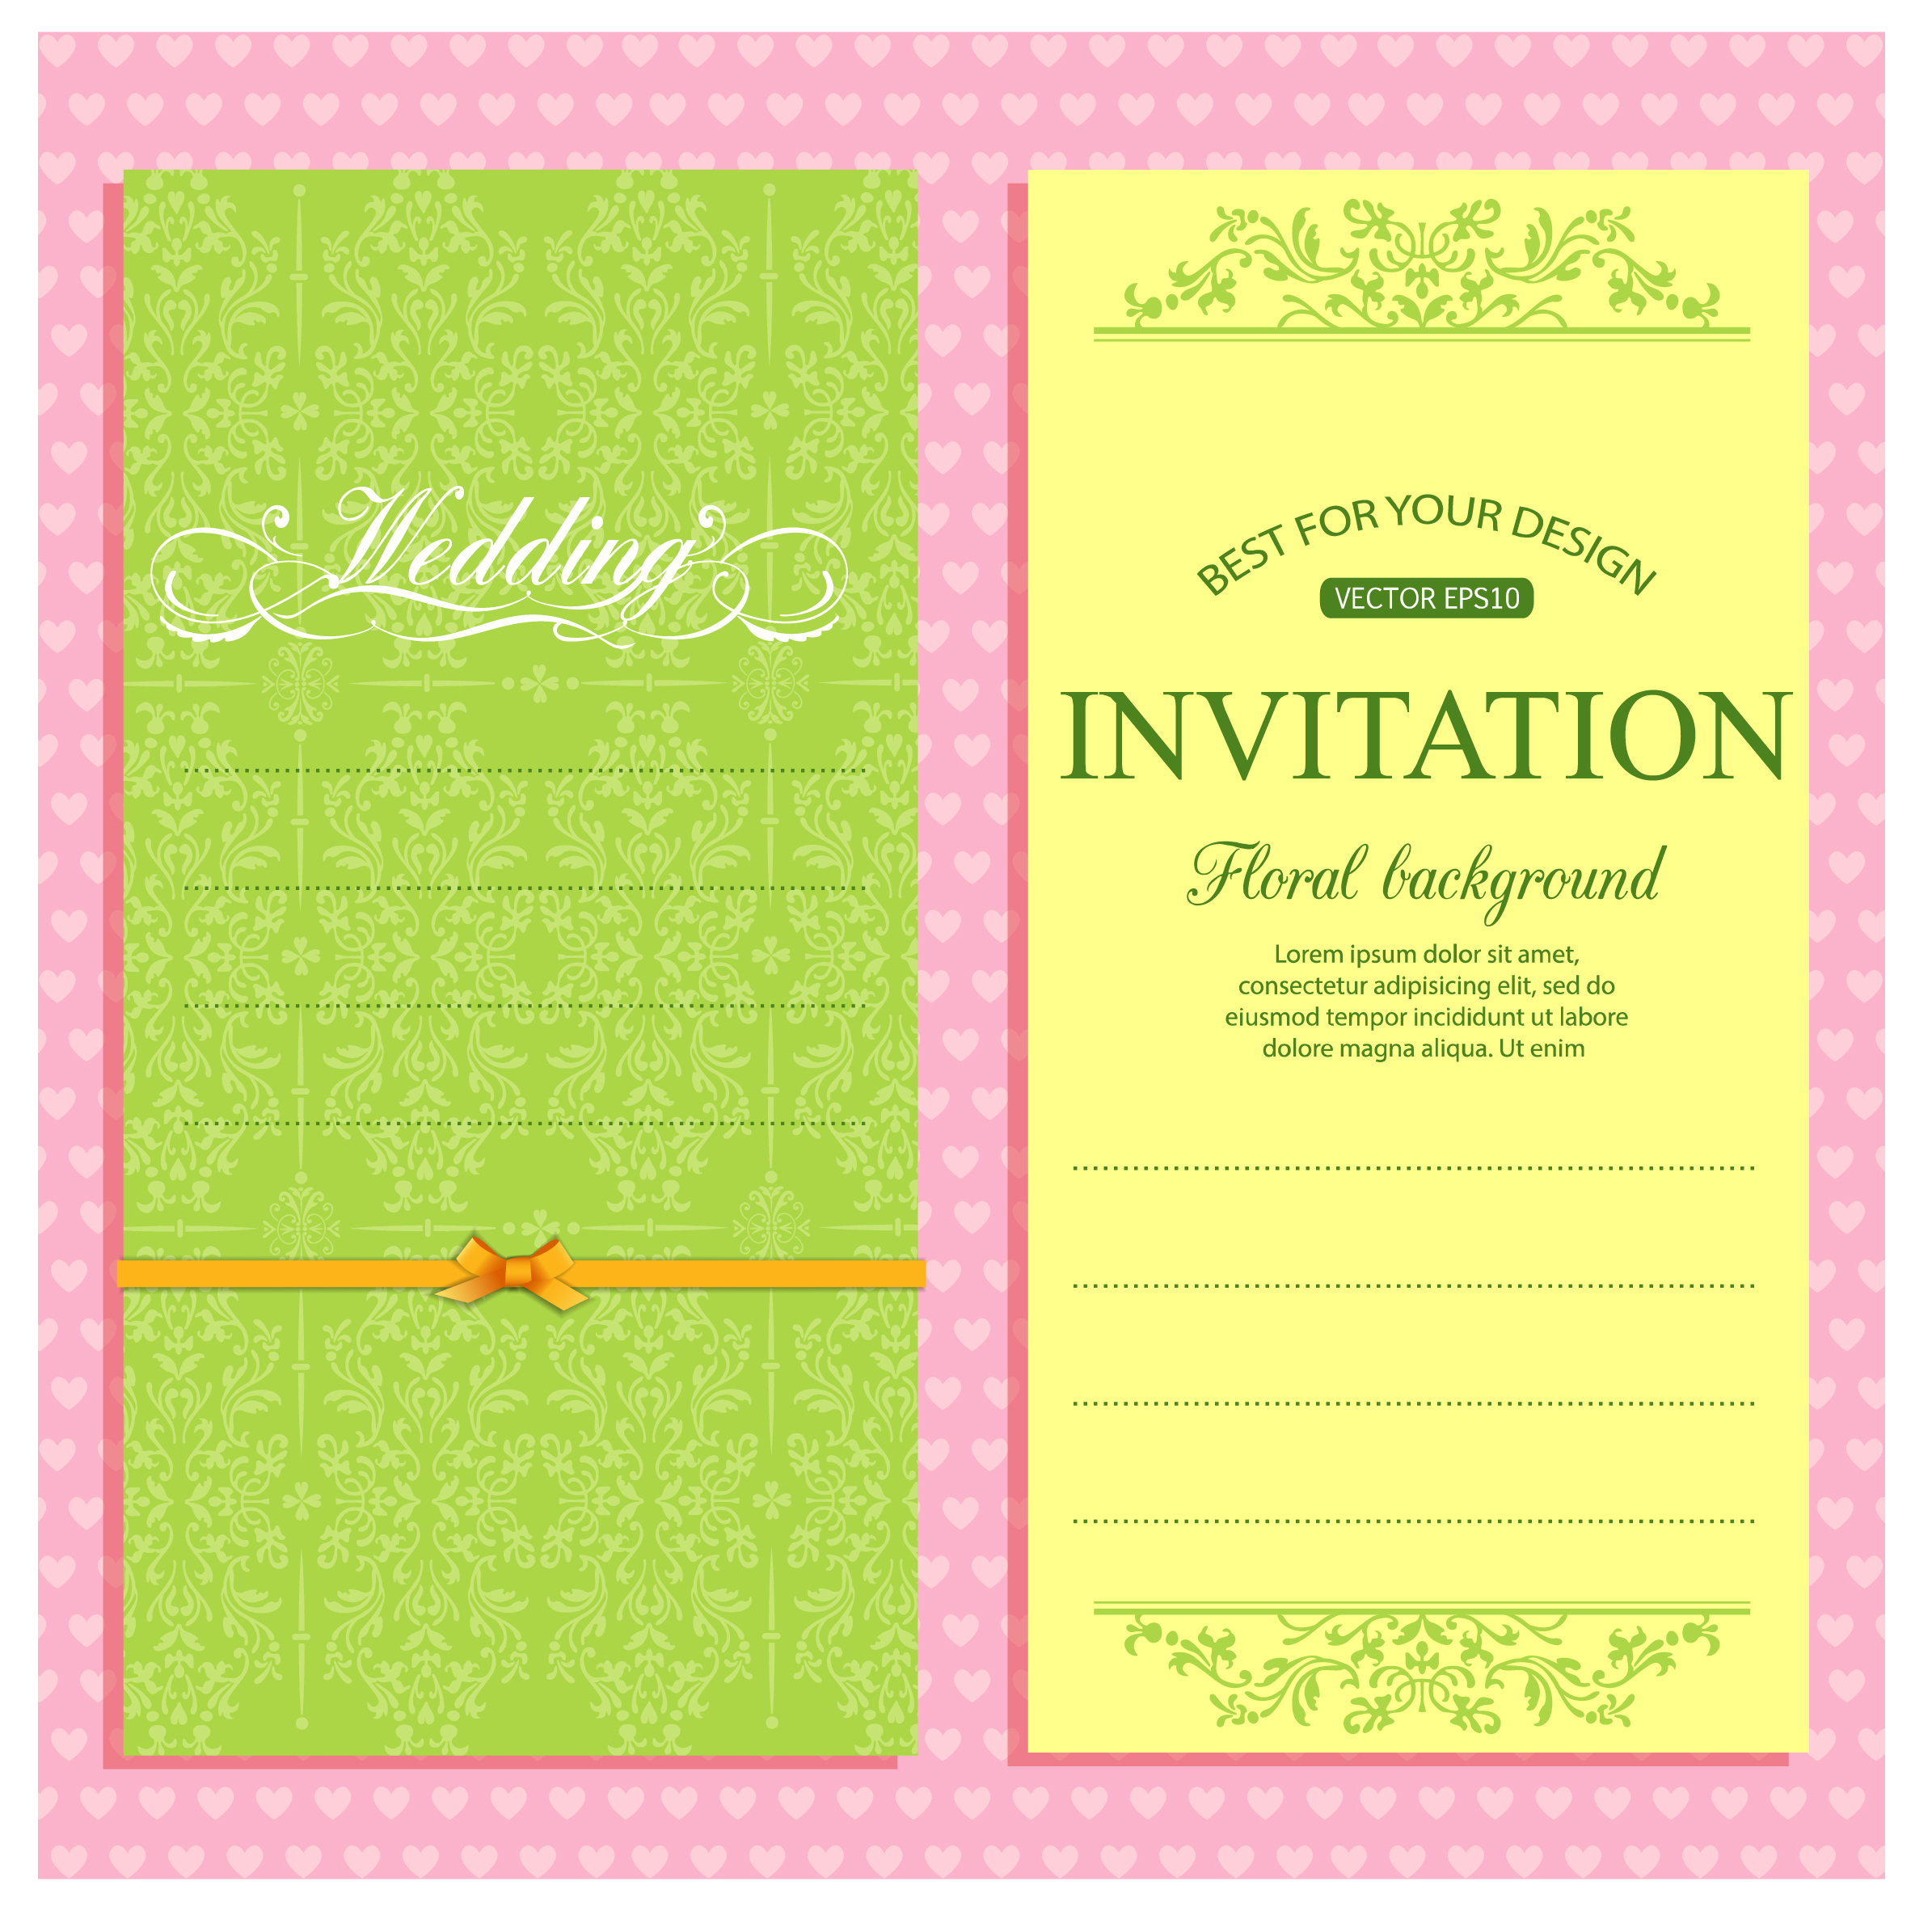 Wedding
BEST FOR YOUR DESIGN
VECTOR EPS10
INVITATION
Floral background
Lorem ipsum dolor sit amet,
consectetur adipisicing elit, sed do
eiusmod tempor incididunt ut labore
dolore magna aliqua. Ut enim